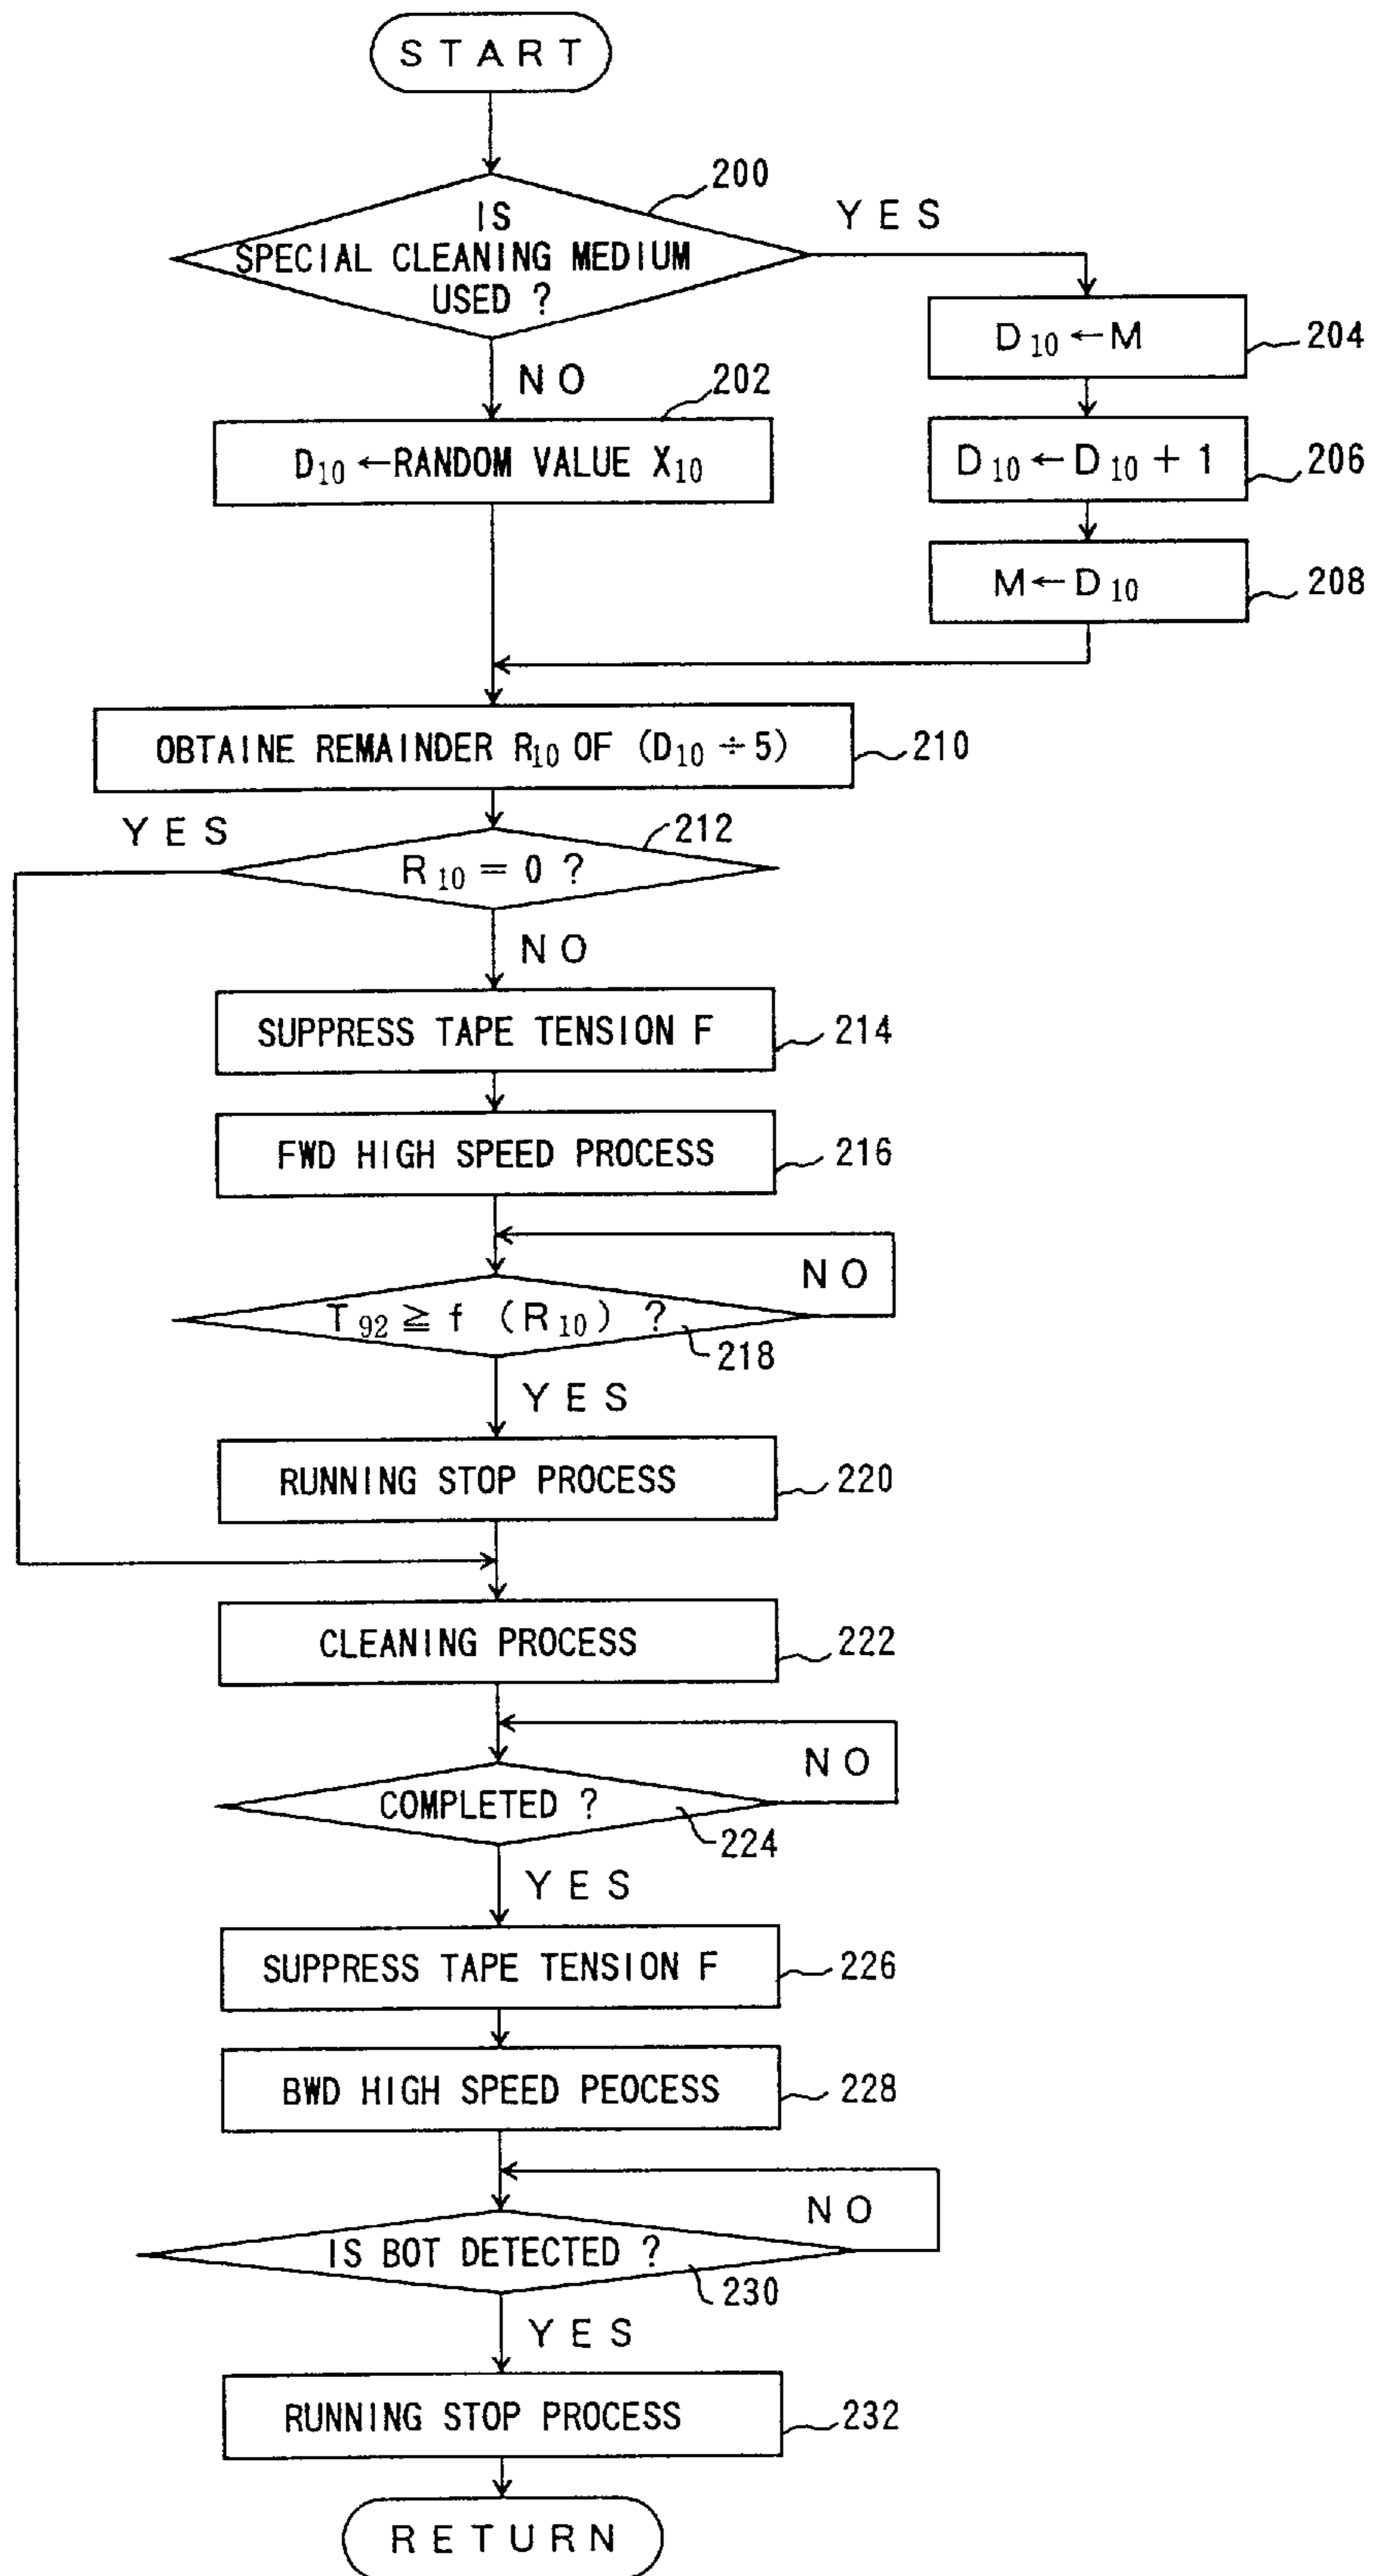 START
200
IS
SPECIAL CLEANING MEDIUM
USED ?
YES
NO
D10 ← M
204
202
D10 ← RANDOM VALUE X10
D10 ← D10 + 1
206
M ← D10
208
OBTAINE REMAINDER R10 OF (D10 ÷ 5)
210
YES
212
R10 = 0 ?
NO
SUPPRESS TAPE TENSION F
214
FWD HIGH SPEED PROCESS
216
NO
T92 ≧ f (R10) ?
218
YES
RUNNING STOP PROCESS
220
CLEANING PROCESS
222
NO
COMPLETED ?
224
YES
SUPPRESS TAPE TENSION F
226
BWD HIGH SPEED PEOCESS
228
NO
IS BOT DETECTED ?
230
YES
RUNNING STOP PROCESS
232
RETURN